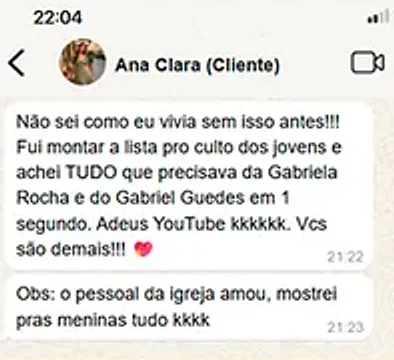 22:04
Ana Clara (Cliente)
Não sei como eu vivia sem isso antes!!!
Fui montar a lista pro culto dos jovens e
achei TUDO que precisava da Gabriela
Rocha e do Gabriel Guedes em 1
segundo. Adeus YouTube kkkkkk. Vcs
são demais!!! 💖
21:22
Obs: o pessoal da igreja amou, mostrei
pras meninas tudo kkkk
21:23